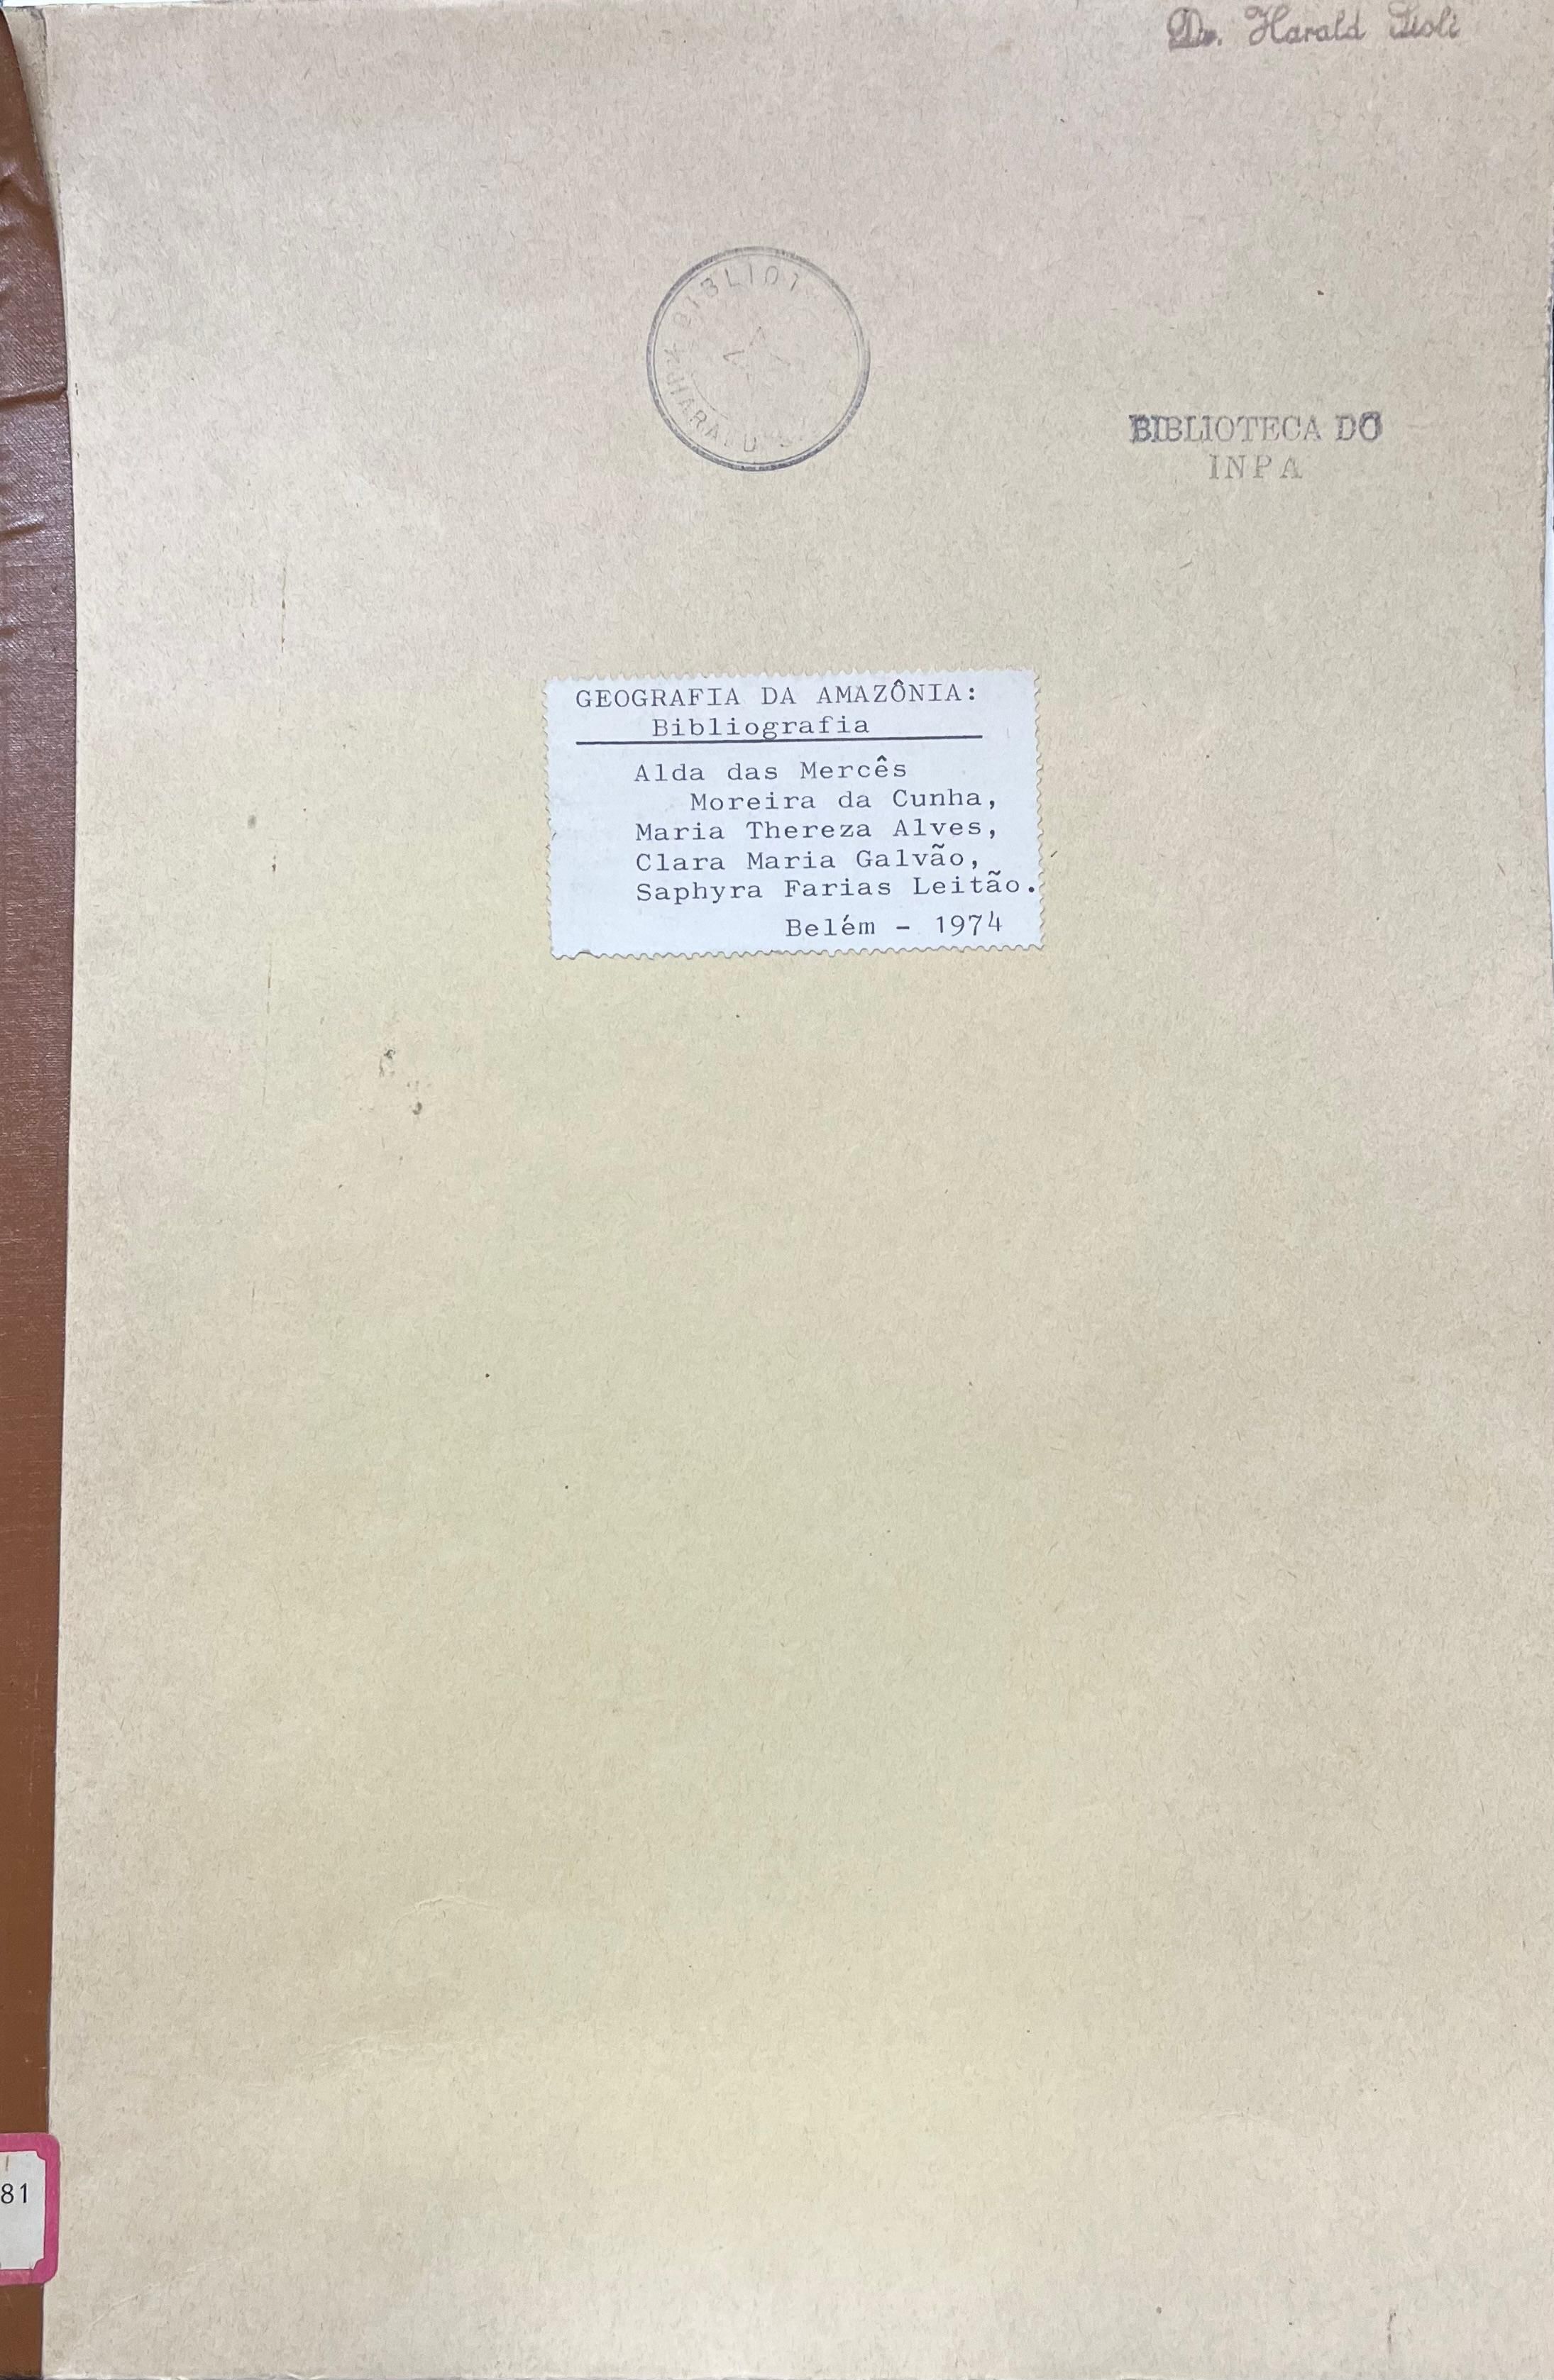 Dr. Harald Sioli
BIBLIOTECA DO
INPA
GEOGRAFIA DA AMAZÔNIA:
Bibliografia
Alda das Mercês
Moreira da Cunha,
Maria Thereza Alves,
Clara Maria Galvão,
Saphyra Farias Leitão.
Belém - 1974
81